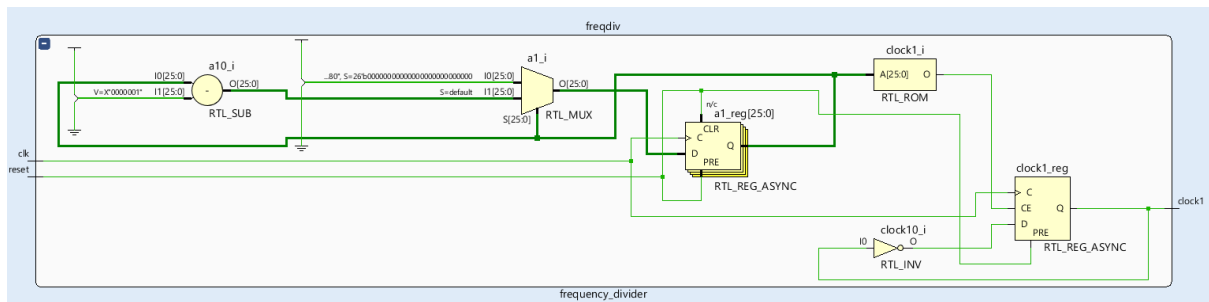 freqdiv
a10_i
I0[25:0]
V=X"0000001"
I1[25:0]
-
O[25:0]
RTL_SUB
a1_i
...80", S=26'b00000000000000000000000000
I0[25:0]
S=default
I1[25:0]
O[25:0]
S[25:0]
RTL_MUX
n/c
a1_reg[25:0]
CLR
C
D
Q
PRE
RTL_REG_ASYNC
clock1_i
A[25:0]
O
RTL_ROM
clk
reset
clock1_reg
C
CE
Q
D
PRE
RTL_REG_ASYNC
clock1
clock10_i
I0
O
RTL_INV
frequency_divider